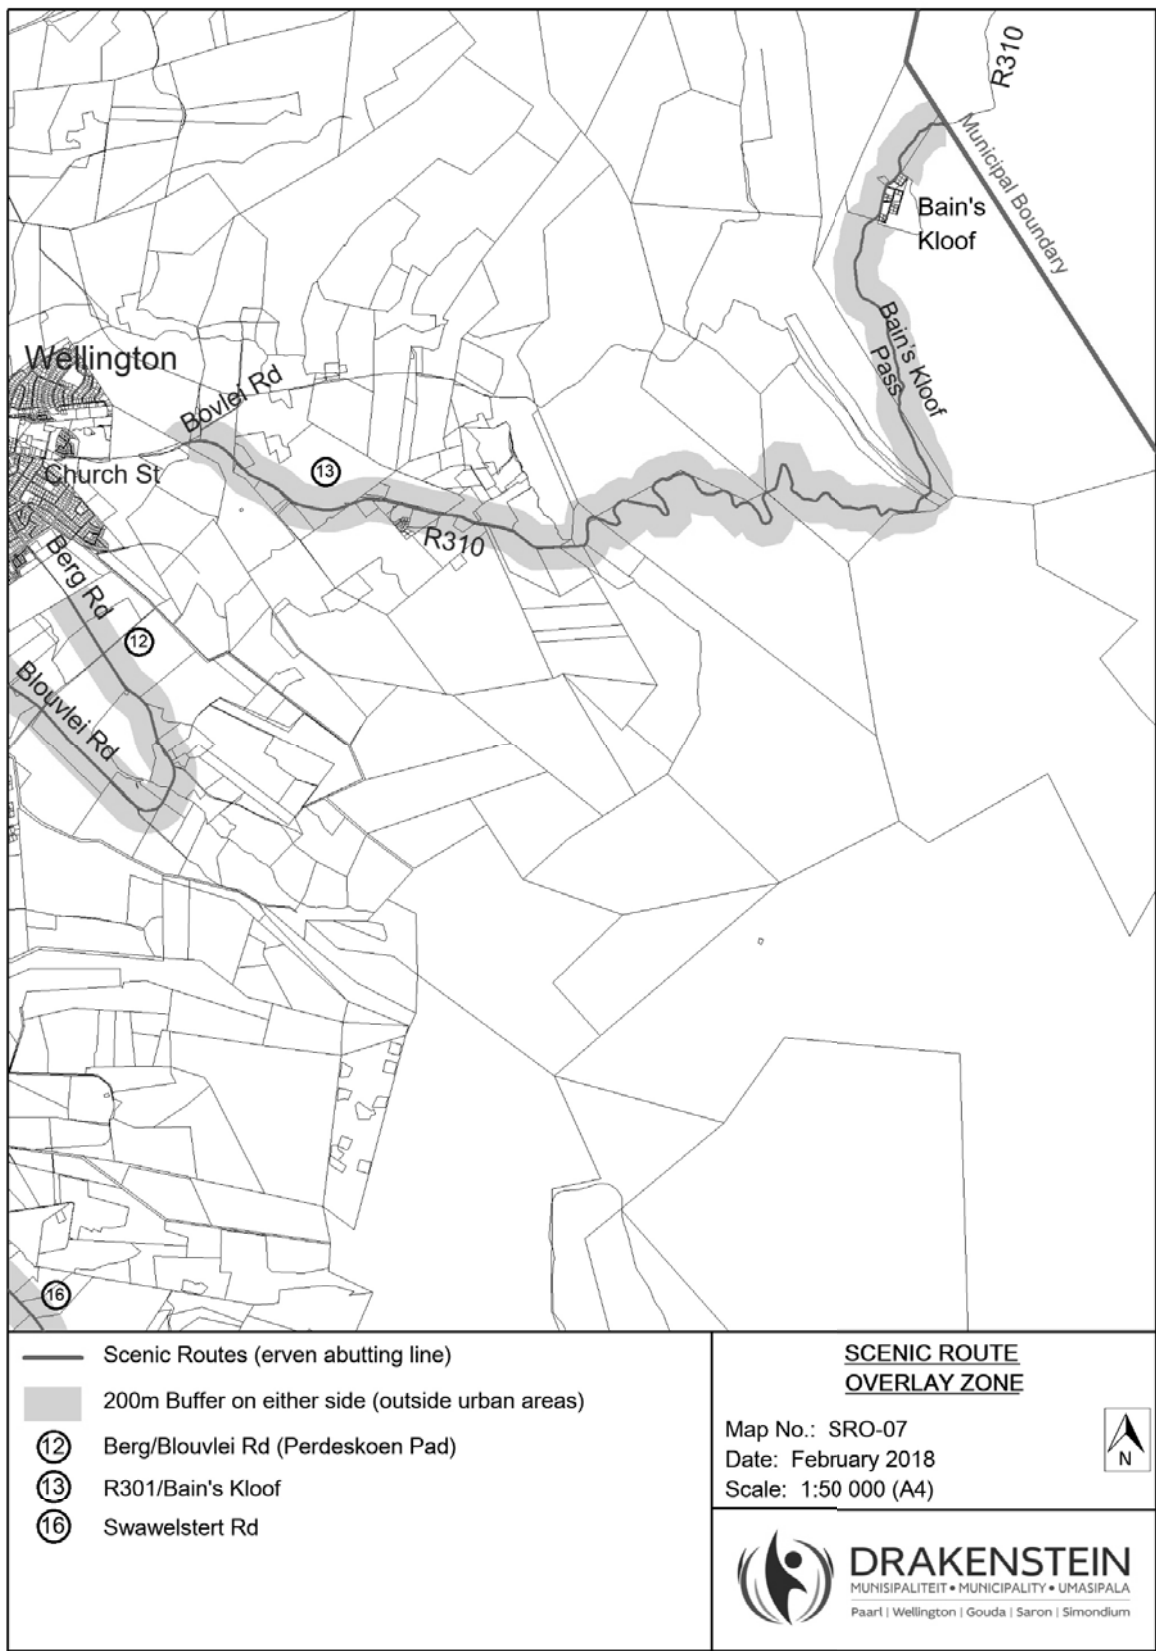 R310
Municipal Boundary
Bain's
Kloof
Bain's Kloof
Pass
Wellington
Bovlei Rd
Church St
13
R310
Berg Rd
12
Blouvlei Rd
16
Scenic Routes (erven abutting line)
200m Buffer on either side (outside urban areas)
12 Berg/Blouvlei Rd (Perdeskoen Pad)
13 R301/Bain's Kloof
16 Swawelstert Rd
SCENIC ROUTE
OVERLAY ZONE
Map No.: SRO-07
Date: February 2018
Scale: 1:50 000 (A4)
N
DRAKENSTEIN
MUNISIPALITEIT • MUNICIPALITY • UMASIPALA
Paarl | Wellington | Gouda | Saron | Simondium